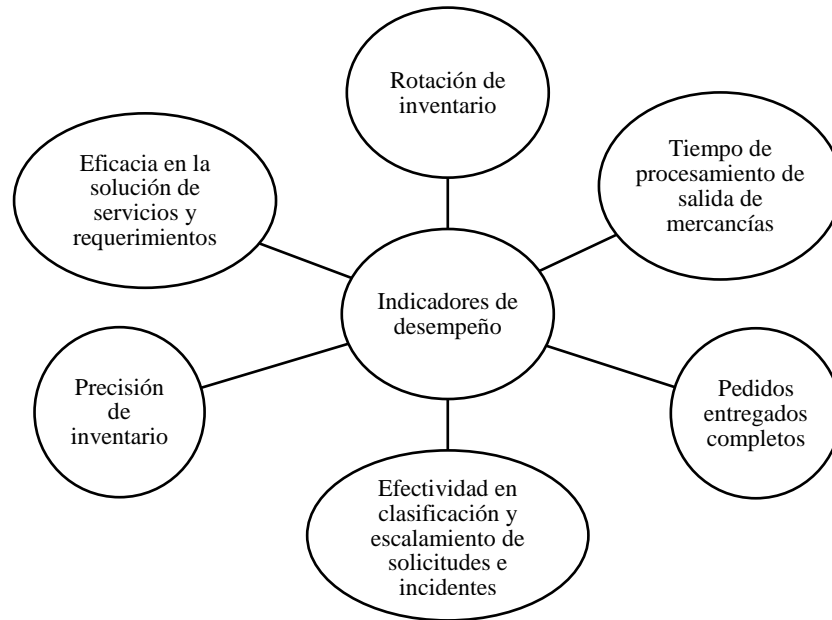 Rotación de
inventario
Eficacia en la
solución de
servicios y
requerimientos
Tiempo de
procesamiento de
salida de
mercancías
Indicadores de
desempeño
Precisión
de
inventario
Pedidos
entregados
completos
Efectividad en
clasificación y
escalamiento de
solicitudes e
incidentes